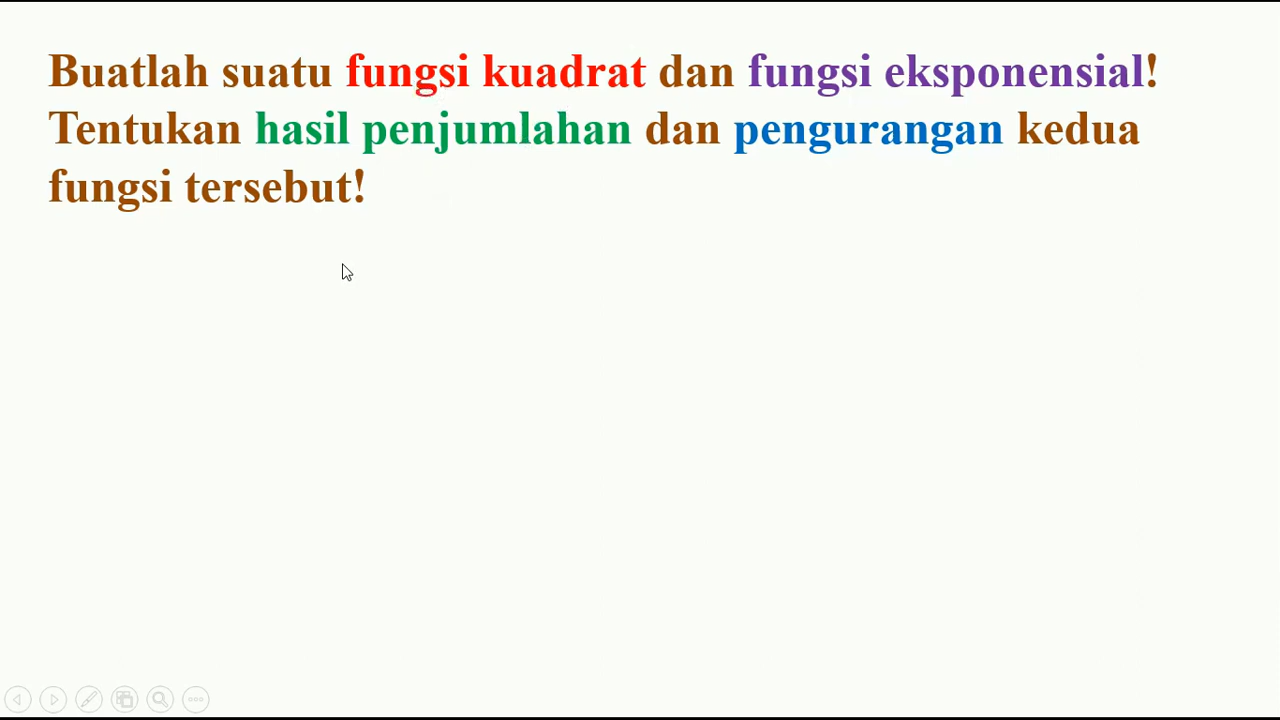 Buatlah suatu fungsi kuadrat dan fungsi eksponensial!
Tentukan hasil penjumlahan dan pengurangan kedua
fungsi tersebut!